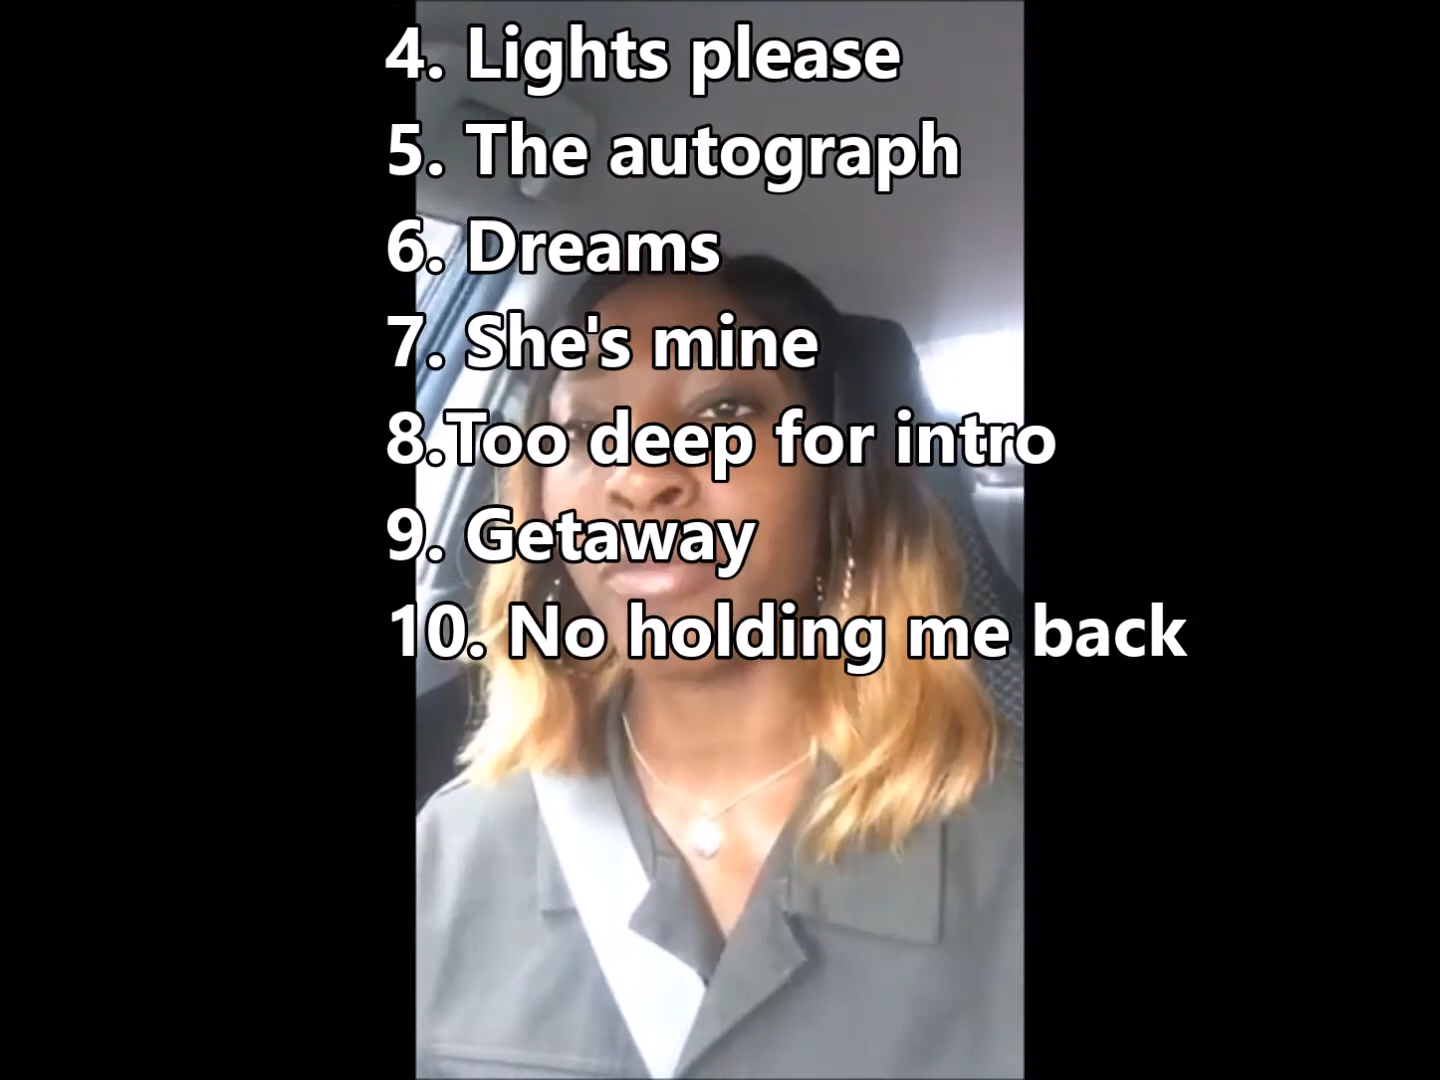 4. Lights please
5. The autograph
6. Dreams
7. She's mine
8.Too deep for intro
9. Getaway
10. No holding me back